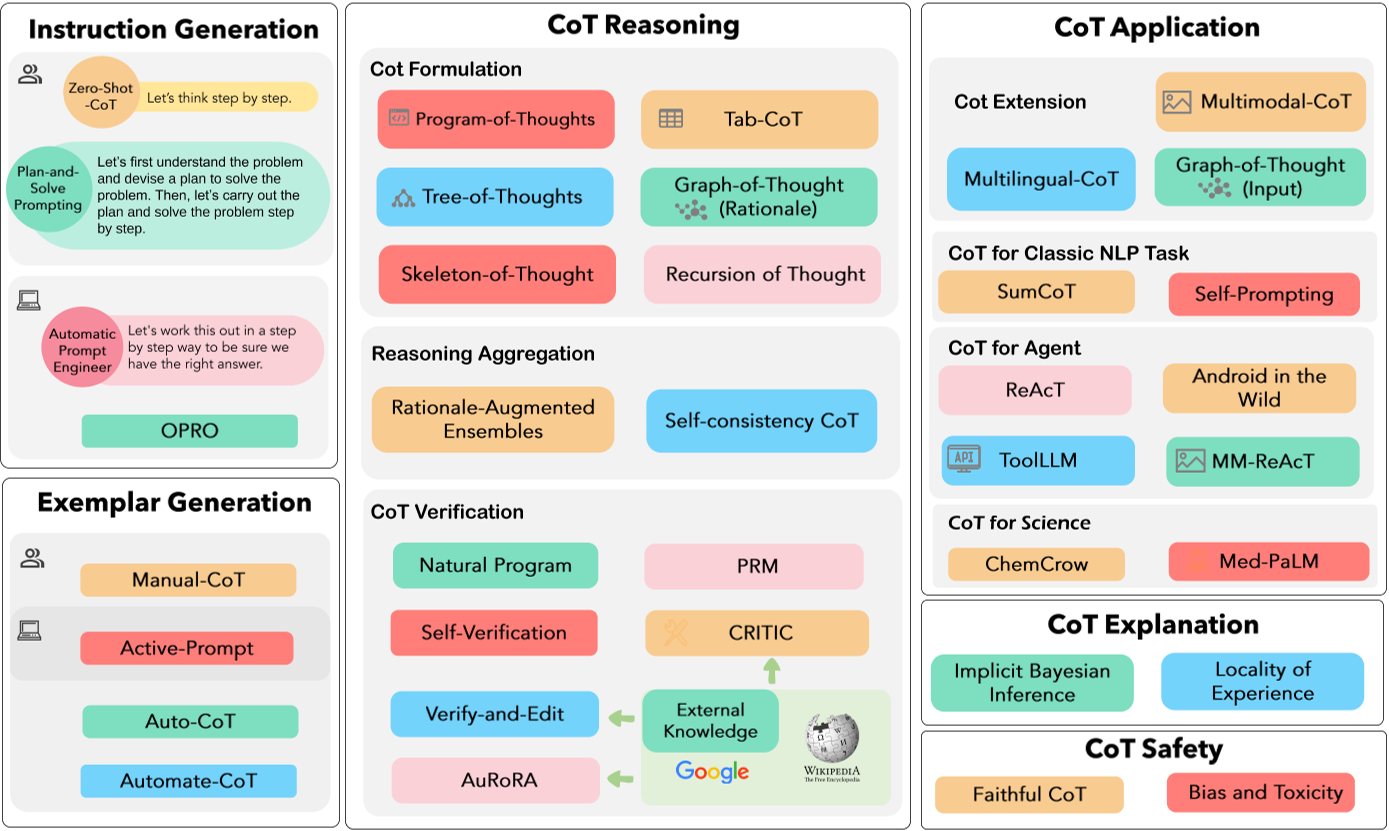 Instruction Generation
Zero-Shot
-CoT
Let's think step by step.
Plan-and-
Solve
Prompting
Let's first understand the problem
and devise a plan to solve the
problem. Then, let's carry out the
plan and solve the problem step
by step.
Automatic
Prompt
Engineer
Let's work this out in a step
by step way to be sure we
have the right answer.
OPRO
Exemplar Generation
Manual-CoT
Active-Prompt
Auto-CoT
Automate-CoT
CoT Reasoning
Cot Formulation
</> Program-of-Thoughts
Tab-CoT
Tree-of-Thoughts
Graph-of-Thought
(Rationale)
Skeleton-of-Thought
Recursion of Thought
Reasoning Aggregation
Rationale-Augmented
Ensembles
Self-consistency CoT
CoT Verification
Natural Program
PRM
Self-Verification
CRITIC
Verify-and-Edit
External
Knowledge
AuRoRA
Google
WIKIPEDIA
The Free Encyclopedia
CoT Application
Cot Extension
Multimodal-CoT
Multilingual-CoT
Graph-of-Thought
(Input)
CoT for Classic NLP Task
SumCoT
Self-Prompting
CoT for Agent
ReAcT
Android in the
Wild
API
ToolLLM
MM-ReAcT
CoT for Science
ChemCrow
Med-PaLM
CoT Explanation
Implicit Bayesian
Inference
Locality of
Experience
CoT Safety
Faithful CoT
Bias and Toxicity